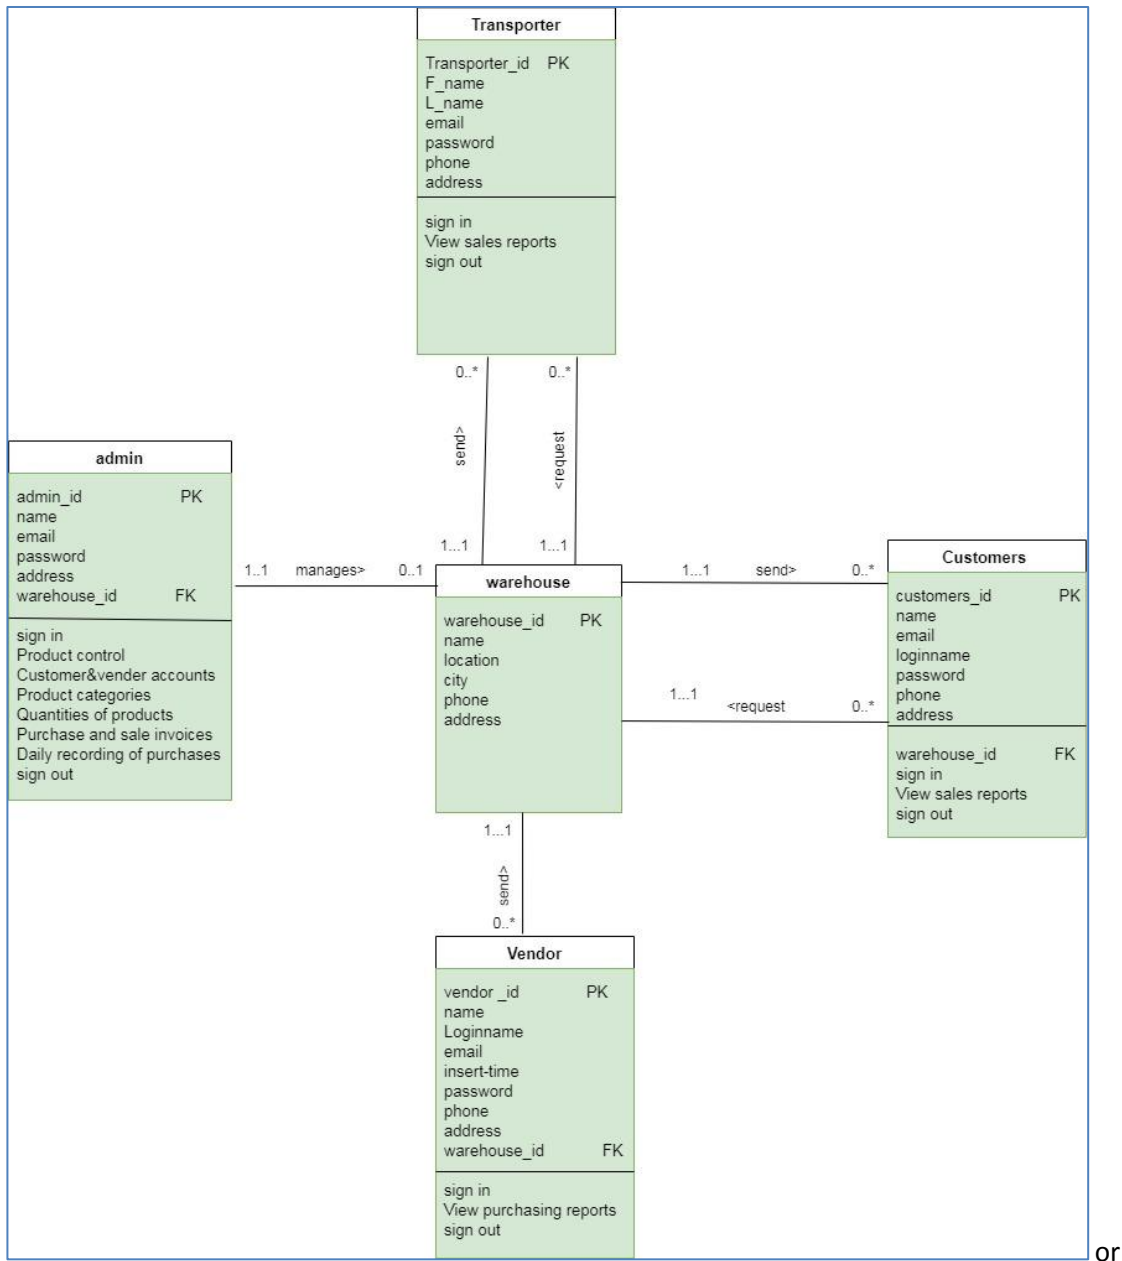 Transporter
Transporter_id PK
F_name
L_name
email
password
phone
address
sign in
View sales reports
sign out
0..* 0..*
send>
<request
1...1 1...1
admin
admin_id PK
name
email
password
address
warehouse_id FK
sign in
Product control
Customer&vender accounts
Product categories
Quantities of products
Purchase and sale invoices
Daily recording of purchases
sign out
1..1 manages> 0..1
warehouse
warehouse_id PK
name
location
city
phone
address
1...1 send> 0..*
1...1 <request 0..*
Customers
customers_id PK
name
email
loginname
password
phone
address
warehouse_id FK
sign in
View sales reports
sign out
1...1
send>
0..*
Vendor
vendor _id PK
name
Loginname
email
insert-time
password
phone
address
warehouse_id FK
sign in
View purchasing reports
sign out
or